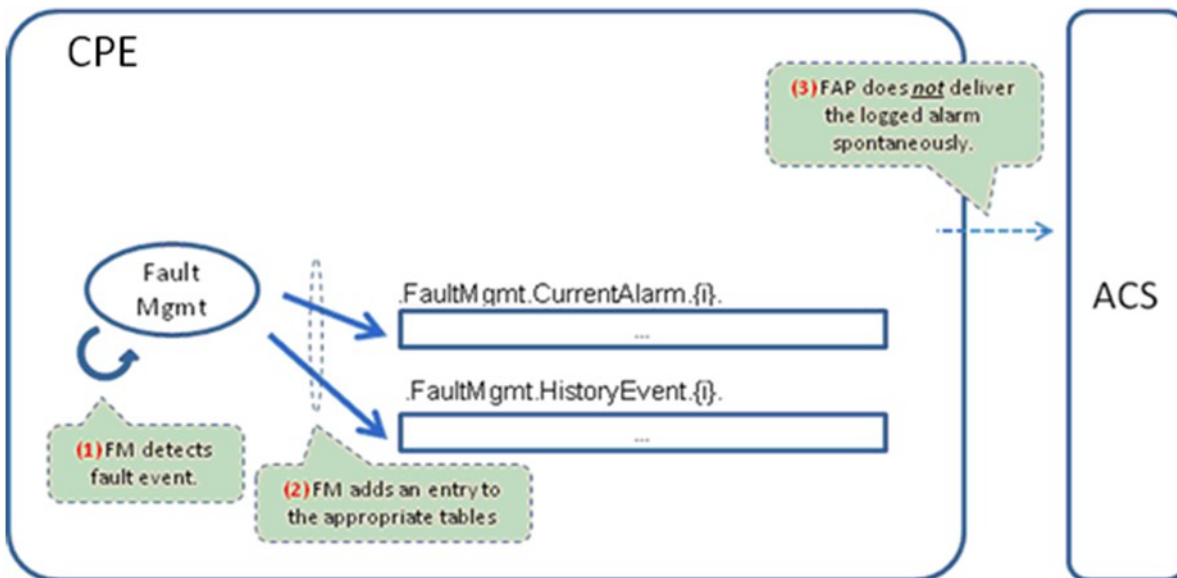 CPE
(3) FAP does not deliver
the logged alarm
spontaneously.
Fault
Mgmt
.FaultMgmt.CurrentAlarm.{i}.
...
ACS
.FaultMgmt.HistoryEvent.{i}.
...
(1) FM detects
fault event.
(2) FM adds an entry to
the appropriate tables